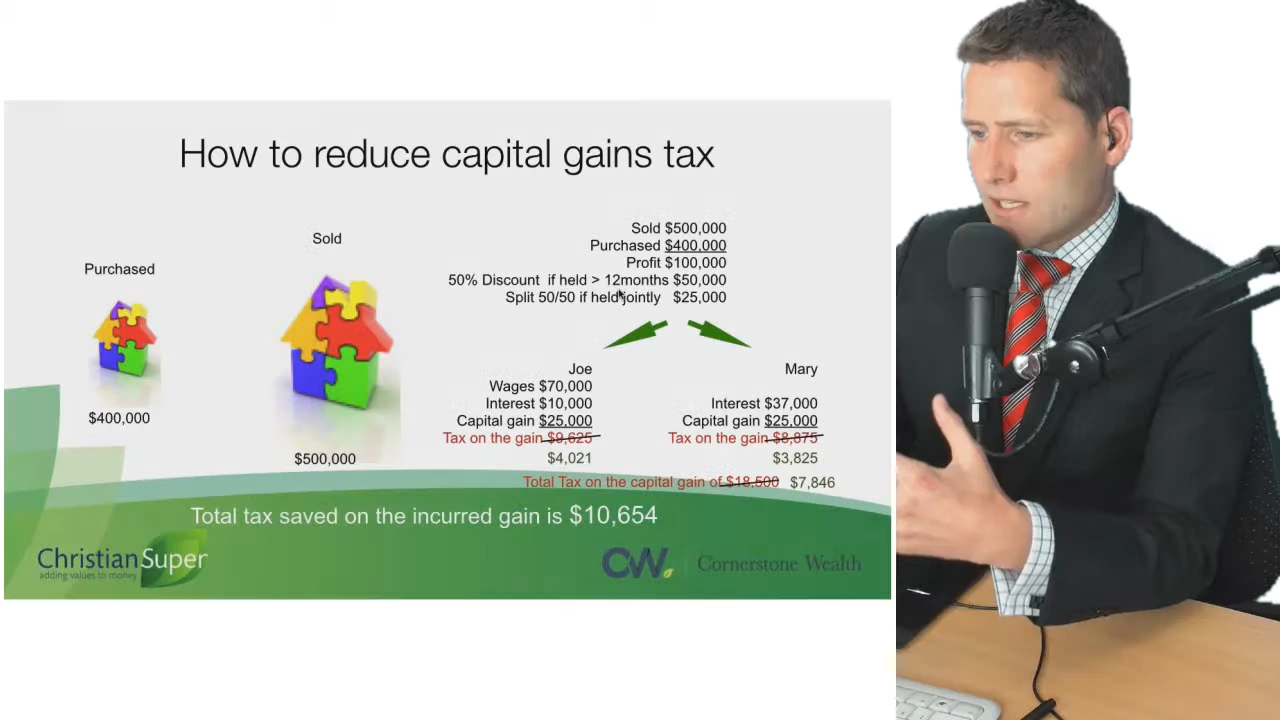 How to reduce capital gains tax
Purchased
$400,000
Sold
$500,000
Sold $500,000
Purchased $400,000
Profit $100,000
50% Discount if held > 12months $50,000
Split 50/50 if held jointly $25,000
Joe
Wages $70,000
Interest $10,000
Capital gain $25,000
Tax on the gain $9,625
$4,021
Mary
Interest $37,000
Capital gain $25,000
Tax on the gain $8,875
$3,825
Total Tax on the capital gain of $18,500 $7,846
Total tax saved on the incurred gain is $10,654
ChristianSuper
adding values to money
CW
Cornerstone Wealth